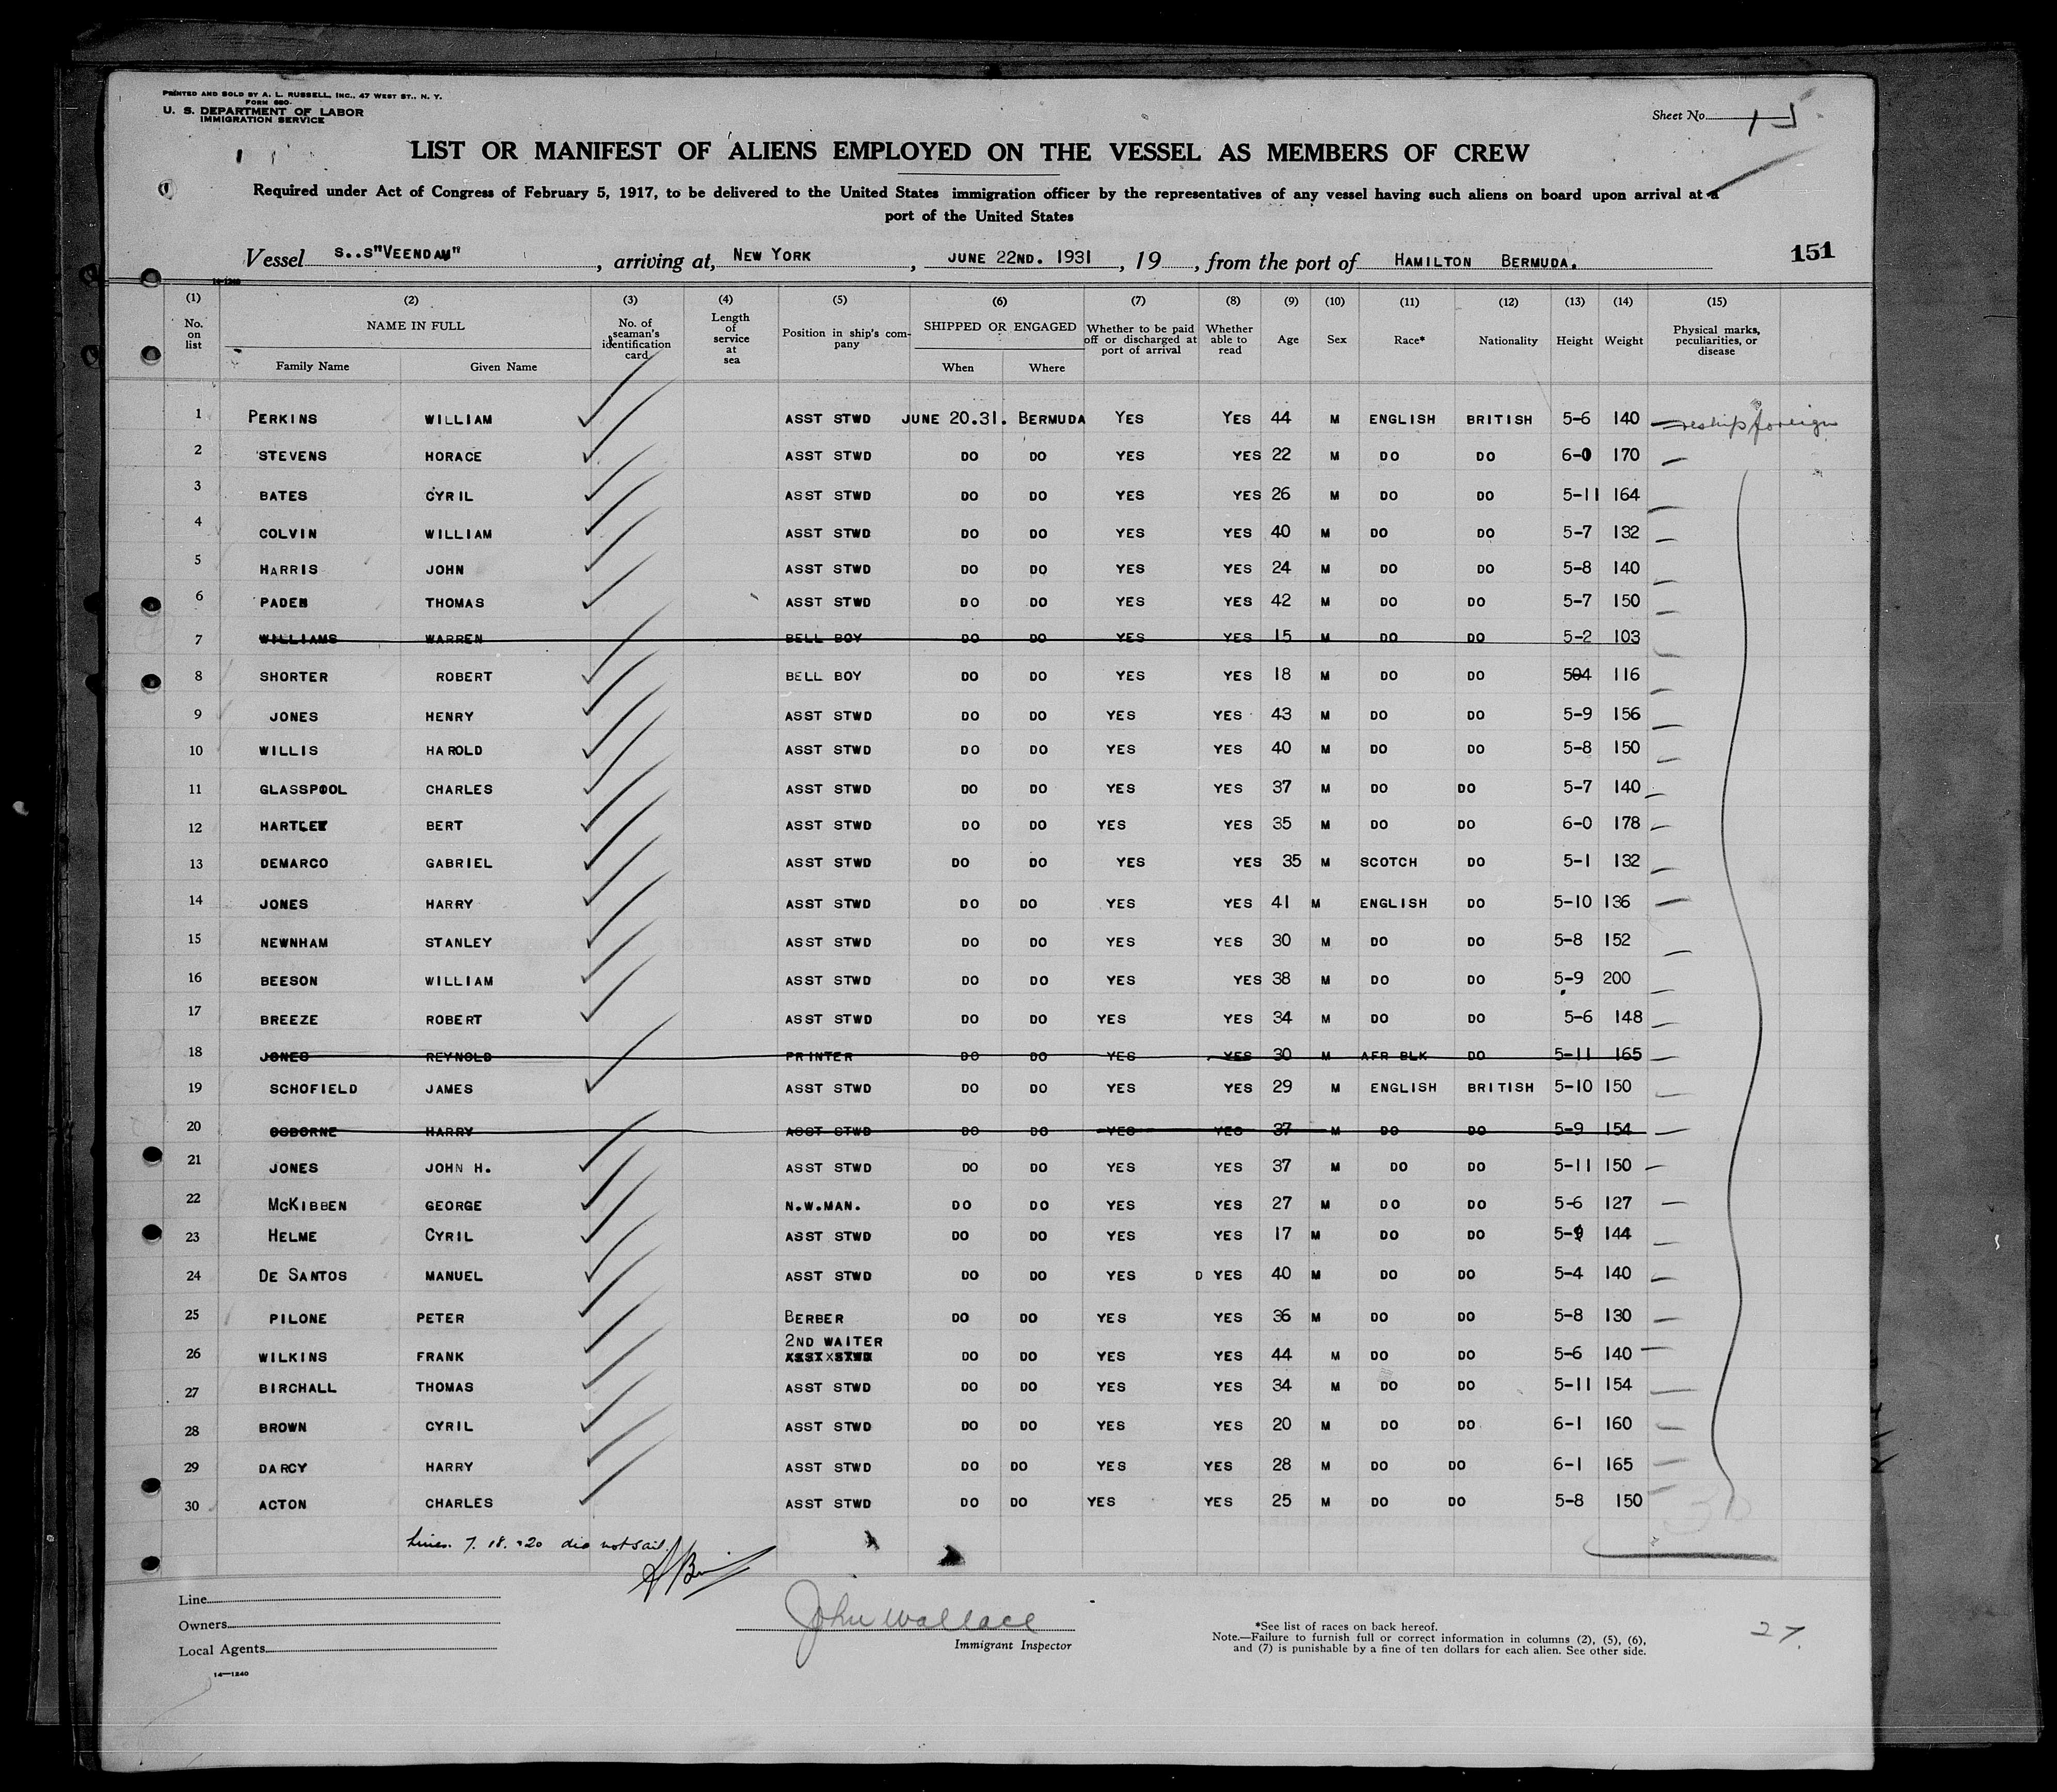 PRINTED AND SOLD BY A. L. RUSSELL, INC., 47 WEST ST., N. Y.
FORM 680.
U. S. DEPARTMENT OF LABOR
IMMIGRATION SERVICE
Sheet No.
LIST OR MANIFEST OF ALIENS EMPLOYED ON THE VESSEL AS MEMBERS OF CREW
Required under Act of Congress of February 5, 1917, to be delivered to the United States immigration officer by the representatives of any vessel having such aliens on board upon arrival at a
port of the United States
Vessel S..S"VEENDAM", arriving at, NEW YORK, JUNE 22ND. 1931, 19, from the port of HAMILTON BERMUDA.
151
14-1240
(1) (2) (3) (4) (5) (6) (7) (8) (9) (10) (11) (12) (13) (14) (15)
No. on list NAME IN FULL Family Name Given Name No. of seaman's identification card Length of service at sea Position in ship's company SHIPPED OR ENGAGED When Where Whether to be paid off or discharged at port of arrival Whether able to read Age Sex Race* Nationality Height Weight Physical marks, peculiarities, or disease
1 PERKINS WILLIAM ASST STWD JUNE 20.31. BERMUDA YES YES 44 M ENGLISH BRITISH 5-6 140 reship foreign
2 STEVENS HORACE ASST STWD DO DO YES YES 22 M DO DO 6-0 170
3 BATES CYRIL ASST STWD DO DO YES YES 26 M DO DO 5-11 164
4 COLVIN WILLIAM ASST STWD DO DO YES YES 40 M DO DO 5-7 132
5 HARRIS JOHN ASST STWD DO DO YES YES 24 M DO DO 5-8 140
6 PADEN THOMAS ASST STWD DO DO YES YES 42 M DO DO 5-7 150
7 WILLIAMS WARREN BELL BOY DO DO YES YES 15 M DO DO 5-2 103
8 SHORTER ROBERT BELL BOY DO DO YES YES 18 M DO DO 504 116
9 JONES HENRY ASST STWD DO DO YES YES 43 M DO DO 5-9 156
10 WILLIS HAROLD ASST STWD DO DO YES YES 40 M DO DO 5-8 150
11 GLASSPOOL CHARLES ASST STWD DO DO YES YES 37 M DO DO 5-7 140
12 HARTLEY BERT ASST STWD DO DO YES YES 35 M DO DO 6-0 178
13 DEMARCO GABRIEL ASST STWD DO DO YES YES 35 M SCOTCH DO 5-1 132
14 JONES HARRY ASST STWD DO DO YES YES 41 M ENGLISH DO 5-10 136
15 NEWNHAM STANLEY ASST STWD DO DO YES YES 30 M DO DO 5-8 152
16 BEESON WILLIAM ASST STWD DO DO YES YES 38 M DO DO 5-9 200
17 BREEZE ROBERT ASST STWD DO DO YES YES 34 M DO DO 5-6 148
18 JONES REYNOLD PRINTER DO DO YES YES 30 M AFR BLK DO 5-11 165
19 SCHOFIELD JAMES ASST STWD DO DO YES YES 29 M ENGLISH BRITISH 5-10 150
20 OSBORNE HARRY ASST STWD DO DO YES YES 37 M DO DO 5-9 154
21 JONES JOHN H. ASST STWD DO DO YES YES 37 M DO DO 5-11 150
22 MCKIBBEN GEORGE N.W.MAN. DO DO YES YES 27 M DO DO 5-6 127
23 HELME CYRIL ASST STWD DO DO YES YES 17 M DO DO 5-9 144
24 DE SANTOS MANUEL ASST STWD DO DO YES D YES 40 M DO DO 5-4 140
25 PILONE PETER BERBER DO DO YES YES 36 M DO DO 5-8 130
2ND WAITER
26 WILKINS FRANK ASST STWD DO DO YES YES 44 M DO DO 5-6 140
27 BIRCHALL THOMAS ASST STWD DO DO YES YES 34 M DO DO 5-11 154
28 BROWN CYRIL ASST STWD DO DO YES YES 20 M DO DO 6-1 160
29 DARCY HARRY ASST STWD DO DO YES YES 28 M DO DO 6-1 165
30 ACTON CHARLES ASST STWD DO DO YES YES 25 M DO DO 5-8 150
Lines. 7. 18. 20 did not sail.
Line
Owners
Local Agents
14-1240
John Wallace
Immigrant Inspector
*See list of races on back hereof.
Note.—Failure to furnish full or correct information in columns (2), (5), (6),
and (7) is punishable by a fine of ten dollars for each alien. See other side.
27.